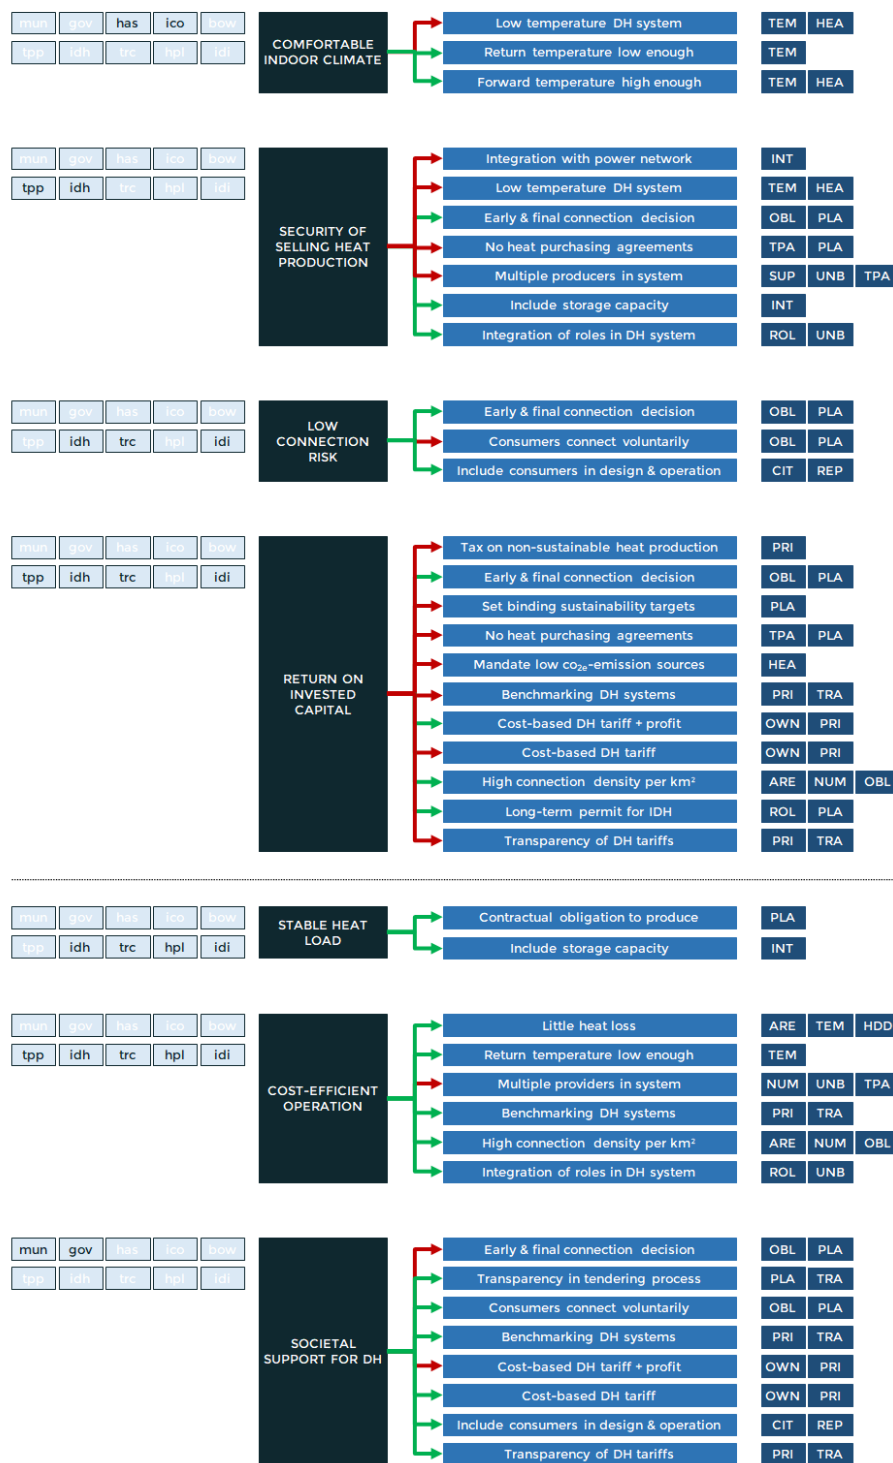 mun gov has ico bow
tpp idh trc hpl idi
COMFORTABLE
INDOOR CLIMATE
Low temperature DH system TEM HEA
Return temperature low enough TEM
Forward temperature high enough TEM HEA
mun gov has ico bow
tpp idh trc hpl idi
SECURITY OF
SELLING HEAT
PRODUCTION
Integration with power network INT
Low temperature DH system TEM HEA
Early & final connection decision OBL PLA
No heat purchasing agreements TPA PLA
Multiple producers in system SUP UNB TPA
Include storage capacity INT
Integration of roles in DH system ROL UNB
mun gov has ico bow
tpp idh trc hpl idi
LOW
CONNECTION
RISK
Early & final connection decision OBL PLA
Consumers connect voluntarily OBL PLA
Include consumers in design & operation CIT REP
mun gov has ico bow
tpp idh trc hpl idi
RETURN ON
INVESTED
CAPITAL
Tax on non-sustainable heat production PRI
Early & final connection decision OBL PLA
Set binding sustainability targets PLA
No heat purchasing agreements TPA PLA
Mandate low co₂ₑ-emission sources HEA
Benchmarking DH systems PRI TRA
Cost-based DH tariff + profit OWN PRI
Cost-based DH tariff OWN PRI
High connection density per km² ARE NUM OBL
Long-term permit for IDH ROL PLA
Transparency of DH tariffs PRI TRA
mun gov has ico bow
tpp idh trc hpl idi
STABLE HEAT
LOAD
Contractual obligation to produce PLA
Include storage capacity INT
mun gov has ico bow
tpp idh trc hpl idi
COST-EFFICIENT
OPERATION
Little heat loss ARE TEM HDD
Return temperature low enough TEM
Multiple providers in system NUM UNB TPA
Benchmarking DH systems PRI TRA
High connection density per km² ARE NUM OBL
Integration of roles in DH system ROL UNB
mun gov has ico bow
tpp idh trc hpl idi
SOCIETAL
SUPPORT FOR DH
Early & final connection decision OBL PLA
Transparency in tendering process PLA TRA
Consumers connect voluntarily OBL PLA
Benchmarking DH systems PRI TRA
Cost-based DH tariff + profit OWN PRI
Cost-based DH tariff OWN PRI
Include consumers in design & operation CIT REP
Transparency of DH tariffs PRI TRA